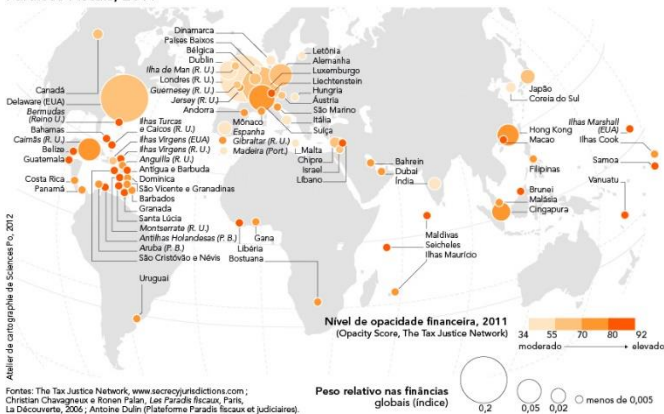 Canadá
Delaware (EUA)
Bermudas
(Reino U.)
Bahamas
Caimãs (R. U.)
Belize
Guatemala
Costa Rica
Panamá
Ilhas Turcas
e Caicos (R. U.)
Ilhas Virgens (EUA)
Ilhas Virgens (R. U.)
Anguilla (R. U.)
Antigua e Barbuda
Dominica
São Vicente e Granadinas
Barbados
Granada
Santa Lúcia
Montserrate (R. U.)
Antilhas Holandesas (P. B.)
Aruba (P. B.)
São Cristóvão e Névis
Uruguai
Dinamarca
Países Baixos
Bélgica
Dublin
Ilha de Man (R. U.)
Londres (R. U.)
Guernesey (R. U.)
Jersey (R. U.)
Andorra
Mônaco
Espanha
Gibraltar (R. U.)
Madeira (Port.)
Letônia
Alemanha
Luxemburgo
Liechtenstein
Hungria
Áustria
São Marino
Itália
Suíça
Malta
Chipre
Israel
Líbano
Gana
Libéria
Bostuana
Bahrein
Dubai
Índia
Maldivas
Seicheles
Ilhas Maurício
Japão
Coreia do Sul
Hong Kong
Macao
Filipinas
Brunei
Malásia
Cingapura
Ilhas Marshall
(EUA)
Ilhas Cook
Samoa
Vanuatu
Nível de opacidade financeira, 2011
(Opacity Score, The Tax Justice Network)
34 55 70 80 92
moderado elevado
Peso relativo nas finâncias
globais (índice)
0,2
0,05
0,02
menos de 0,005
Atelier de cartographie de Sciences Po, 2012
Fontes: The Tax Justice Network, www.secrecyjurisdictions.com ;
Christian Chavagneux e Ronen Palan, Les Paradis fiscaux, Paris,
La Découverte, 2006 ; Antoine Dulin (Plateforme Paradis fiscaux et judiciaires).